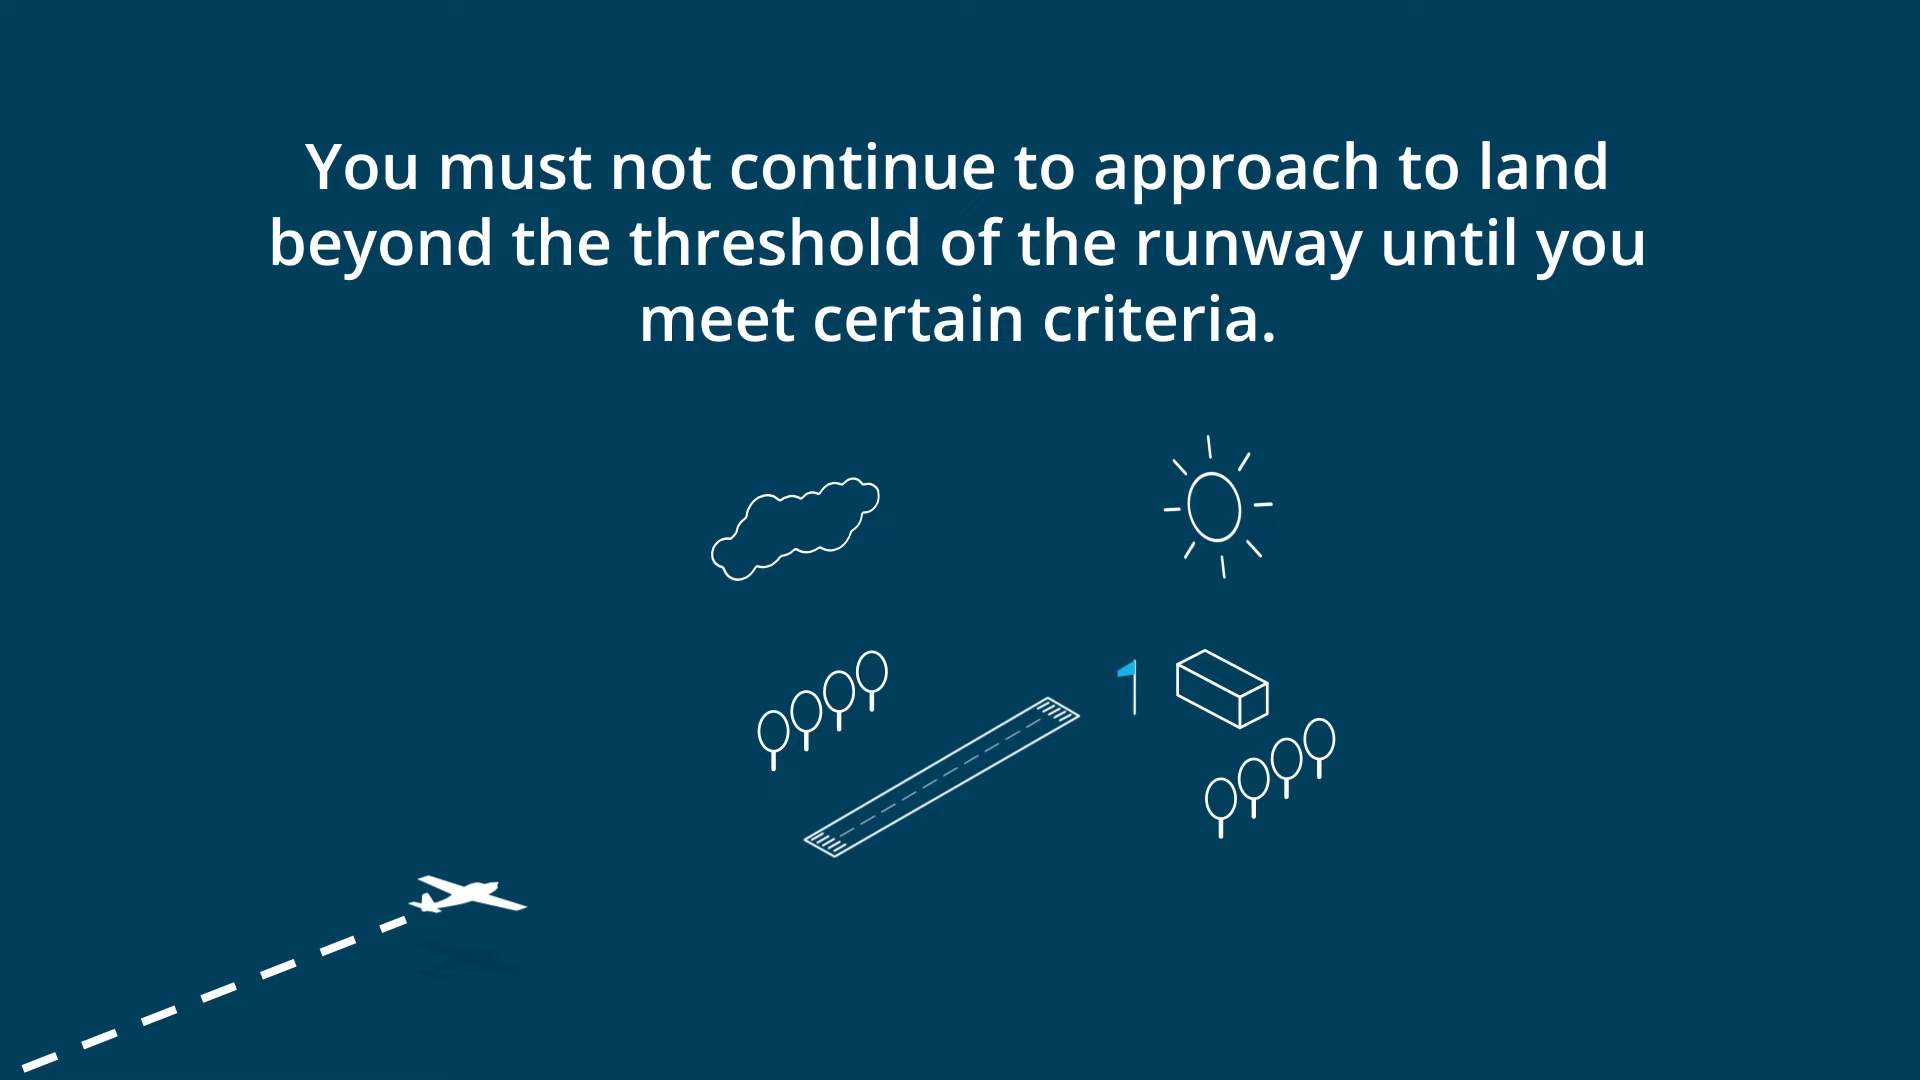 You must not continue to approach to land
beyond the threshold of the runway until you
meet certain criteria.